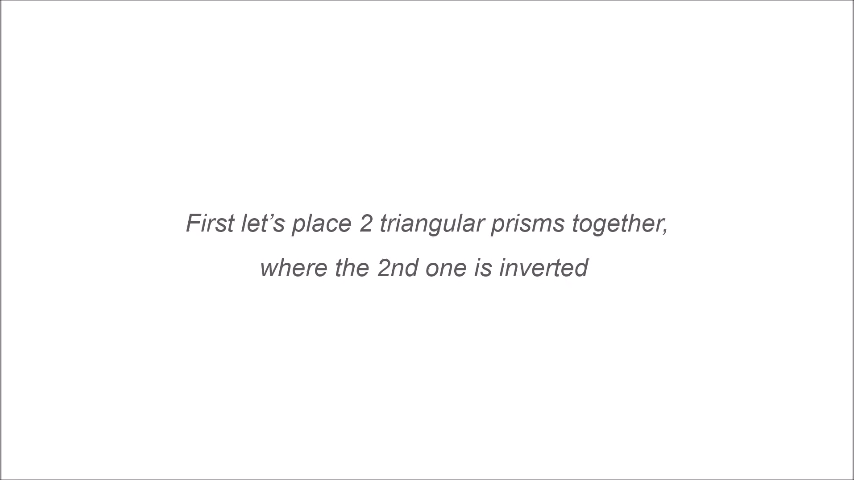 First let’s place 2 triangular prisms together,
where the 2nd one is inverted